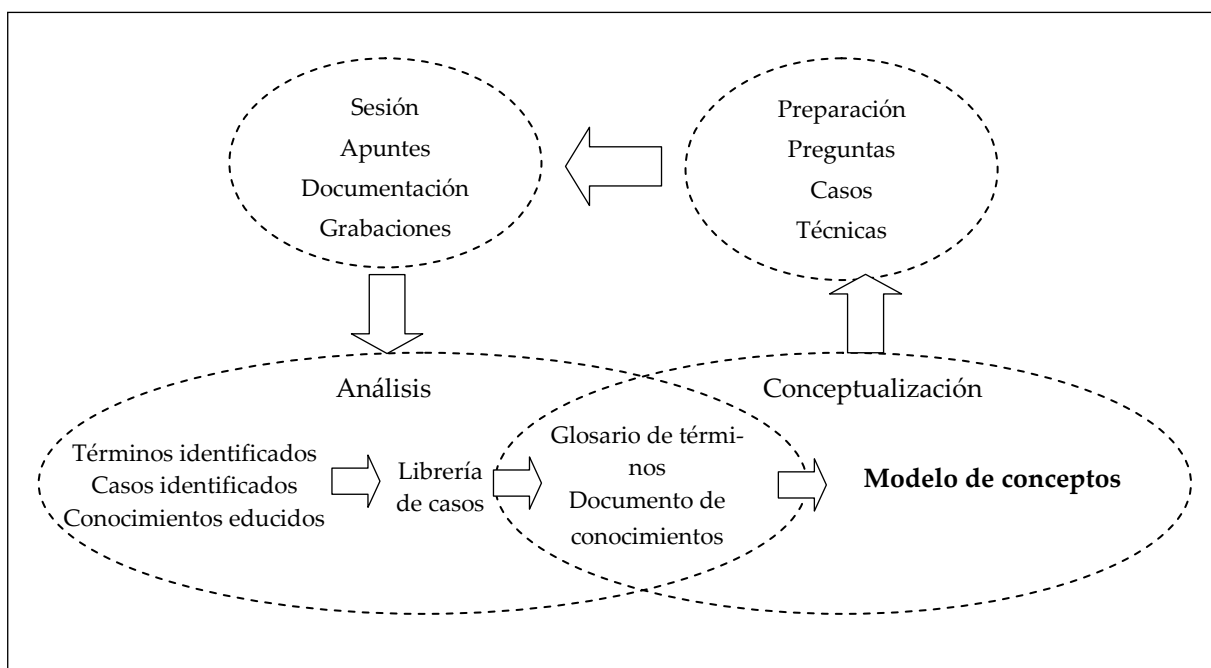 Sesión
Apuntes
Documentación
Grabaciones
Preparación
Preguntas
Casos
Técnicas
Análisis
Términos identificados
Casos identificados
Conocimientos educidos
Librería
de casos
Glosario de térmi-
nos
Documento de
conocimientos
Conceptualización
Modelo de conceptos